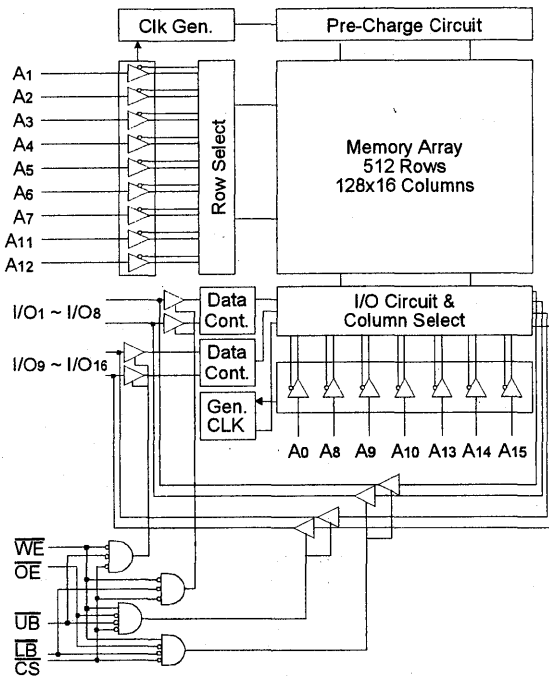 Clk Gen.
Pre-Charge Circuit
A1
A2
A3
A4
A5
A6
A7
A11
A12
Row Select
Memory Array
512 Rows
128x16 Columns
I/O1 ~ I/O8
Data
Cont.
I/O Circuit &
Column Select
I/O9 ~ I/O16
Data
Cont.
Gen.
CLK
A0 A8 A9 A10 A13 A14 A15
WE
OE
UB
LB
CS